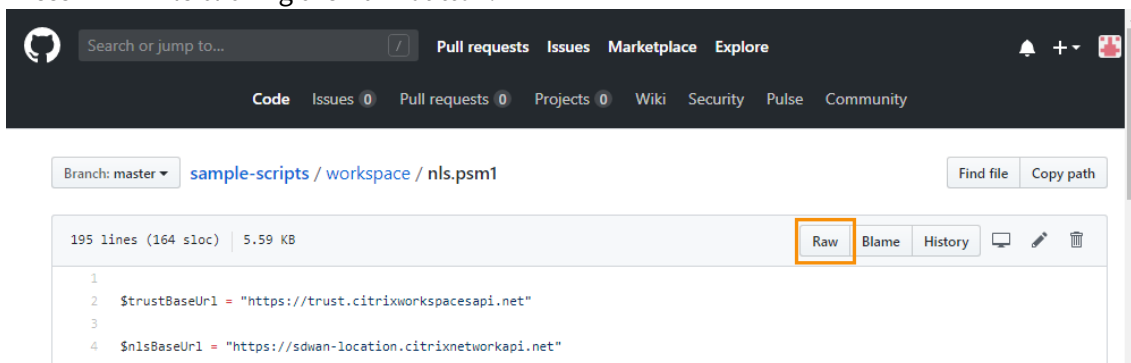 Search or jump to... / Pull requests Issues Marketplace Explore
Code Issues 0 Pull requests 0 Projects 0 Wiki Security Pulse Community
Branch: master sample-scripts / workspace / nls.psm1 Find file Copy path
195 lines (164 sloc) 5.59 KB Raw Blame History
1
2 $trustBaseUrl = "https://trust.citrixworkspacesapi.net"
3
4 $nlsBaseUrl = "https://sdwan-location.citrixnetworkapi.net"